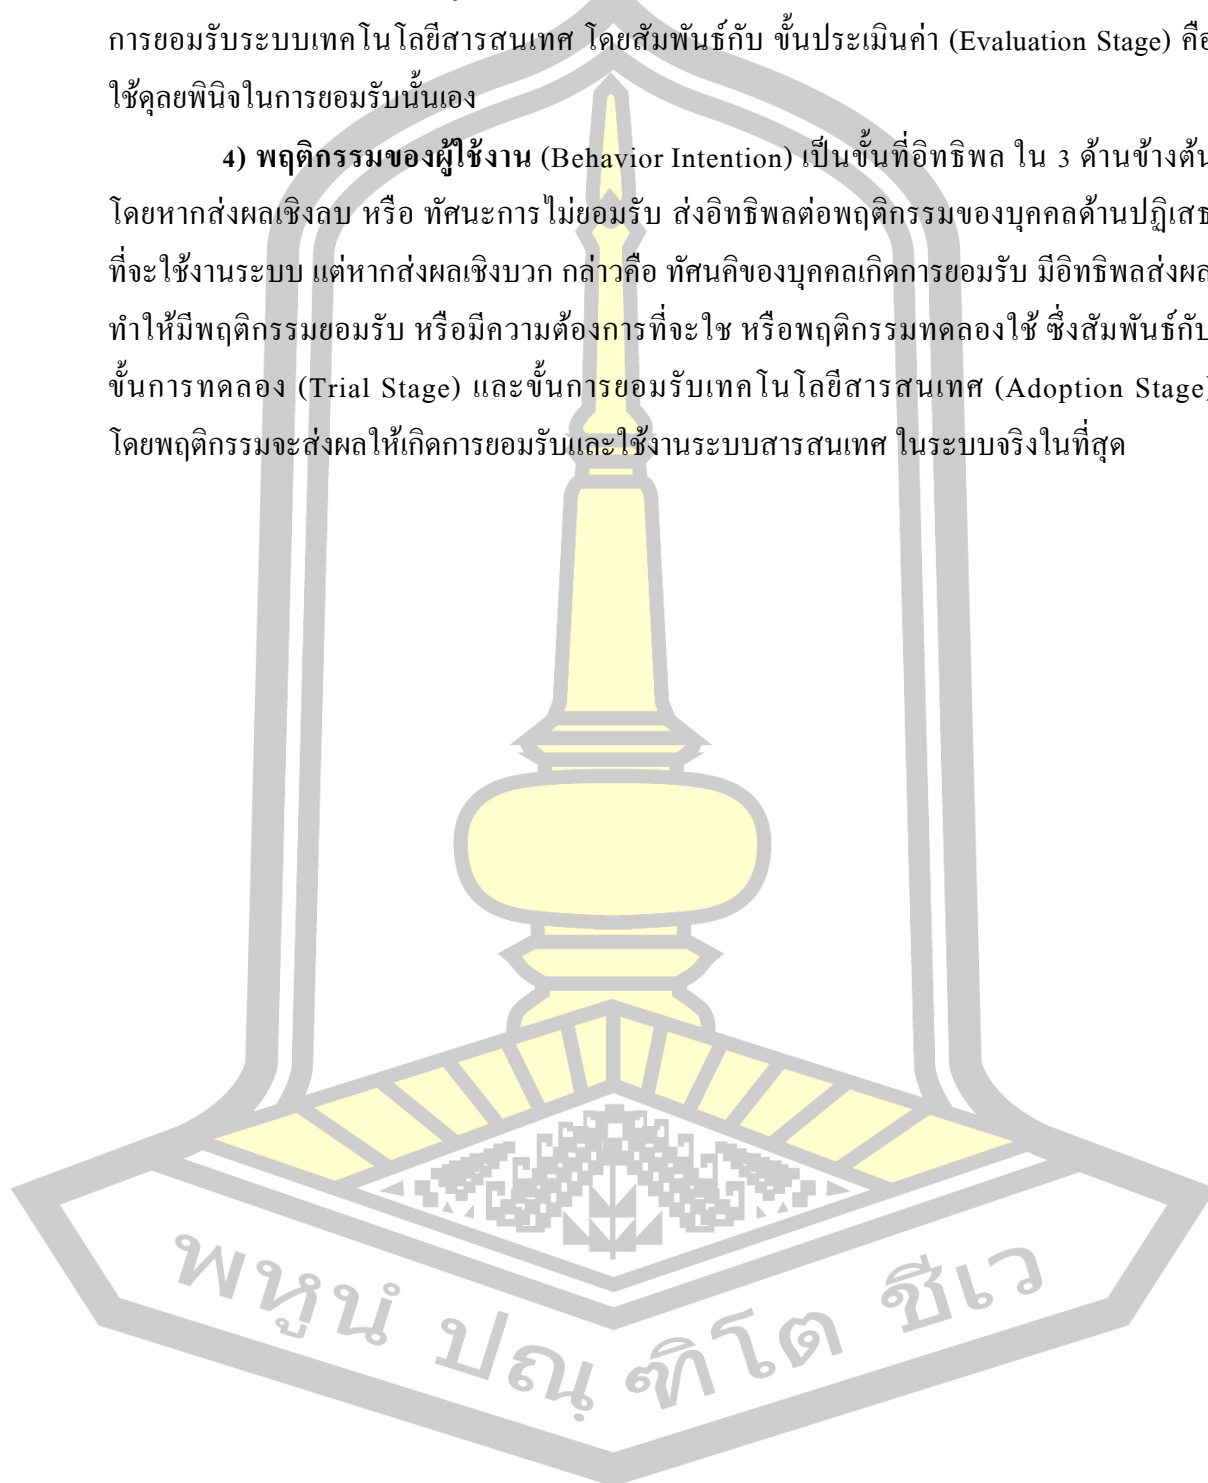 การยอมรับระบบเทคโนโลยีสารสนเทศ โดยสัมพันธ์กับ ขั้นประเมินค่า (Evaluation Stage) คือ
ใช้ดุลยพินิจในการยอมรับนั้นเอง
4) พฤติกรรมของผู้ใช้งาน (Behavior Intention) เป็นขั้นที่อิทธิพล ใน 3 ด้านข้างต้น
โดยหากส่งผลเชิงลบ หรือ ทัศนะการไม่ยอมรับ ส่งอิทธิพลต่อพฤติกรรมของบุคคลด้านปฏิเสธ
ที่จะใช้งานระบบ แต่หากส่งผลเชิงบวก กล่าวคือ ทัศนคิของบุคคลเกิดการยอมรับ มีอิทธิพลส่งผล
ทำให้มีพฤติกรรมยอมรับ หรือมีความต้องการที่จะใช หรือพฤติกรรมทดลองใช้ ซึ่งสัมพันธ์กับ
ขั้นการทดลอง (Trial Stage) และขั้นการยอมรับเทคโนโลยีสารสนเทศ (Adoption Stage)
โดยพฤติกรรมจะส่งผลให้เกิดการยอมรับและใช้งานระบบสารสนเทศ ในระบบจริงในที่สุด
พหูนํ ปณฺฑิโต ชีเว